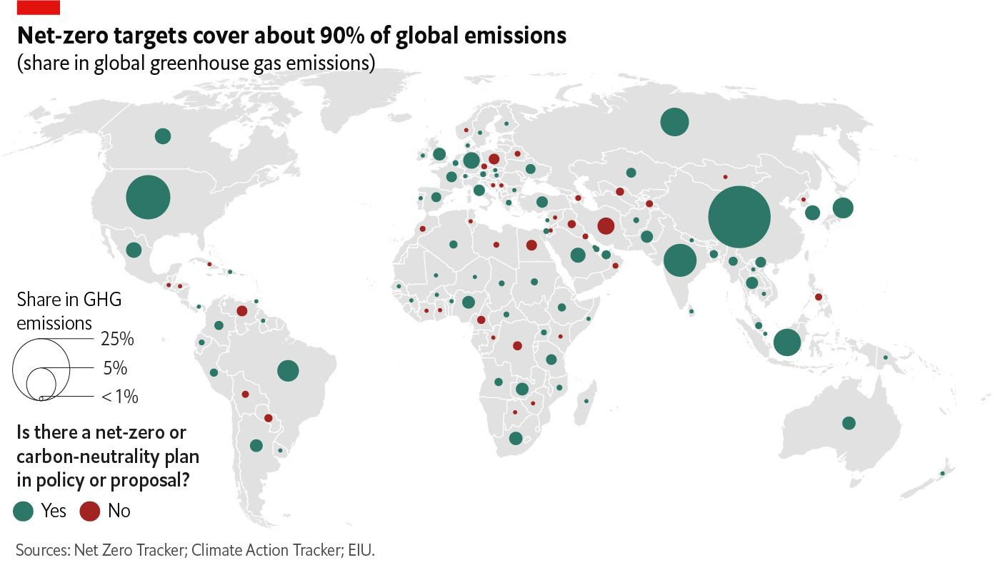 Net-zero targets cover about 90% of global emissions
(share in global greenhouse gas emissions)
Share in GHG
emissions
25%
5%
<1%
Is there a net-zero or
carbon-neutrality plan
in policy or proposal?
Yes No
Sources: Net Zero Tracker; Climate Action Tracker; EIU.